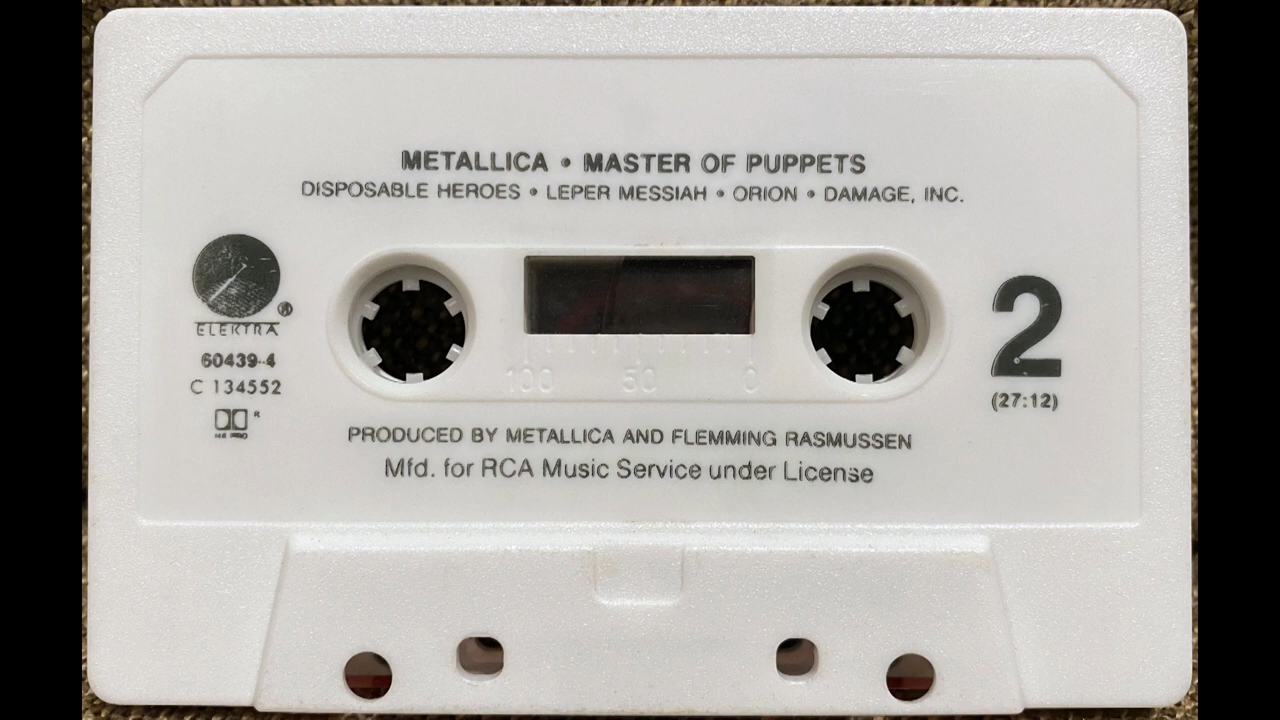 METALLICA • MASTER OF PUPPETS
DISPOSABLE HEROES • LEPER MESSIAH • ORION • DAMAGE, INC.
ELEKTRA ®
60439-4
C 134552
2
(27:12)
100 50 0
PRODUCED BY METALLICA AND FLEMMING RASMUSSEN
Mfd. for RCA Music Service under License